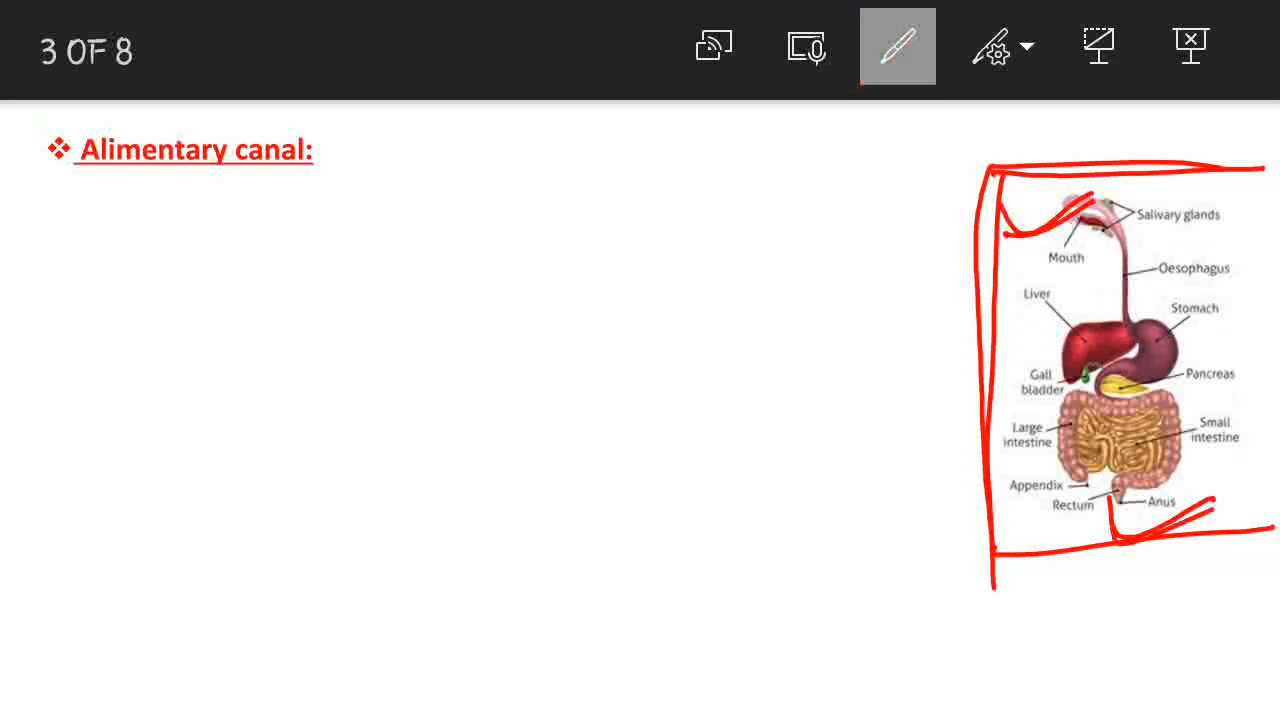 3 OF 8
❖ Alimentary canal:
Salivary glands
Mouth
Oesophagus
Liver
Stomach
Gall
bladder
Pancreas
Large
intestine
Small
intestine
Appendix
Rectum
Anus